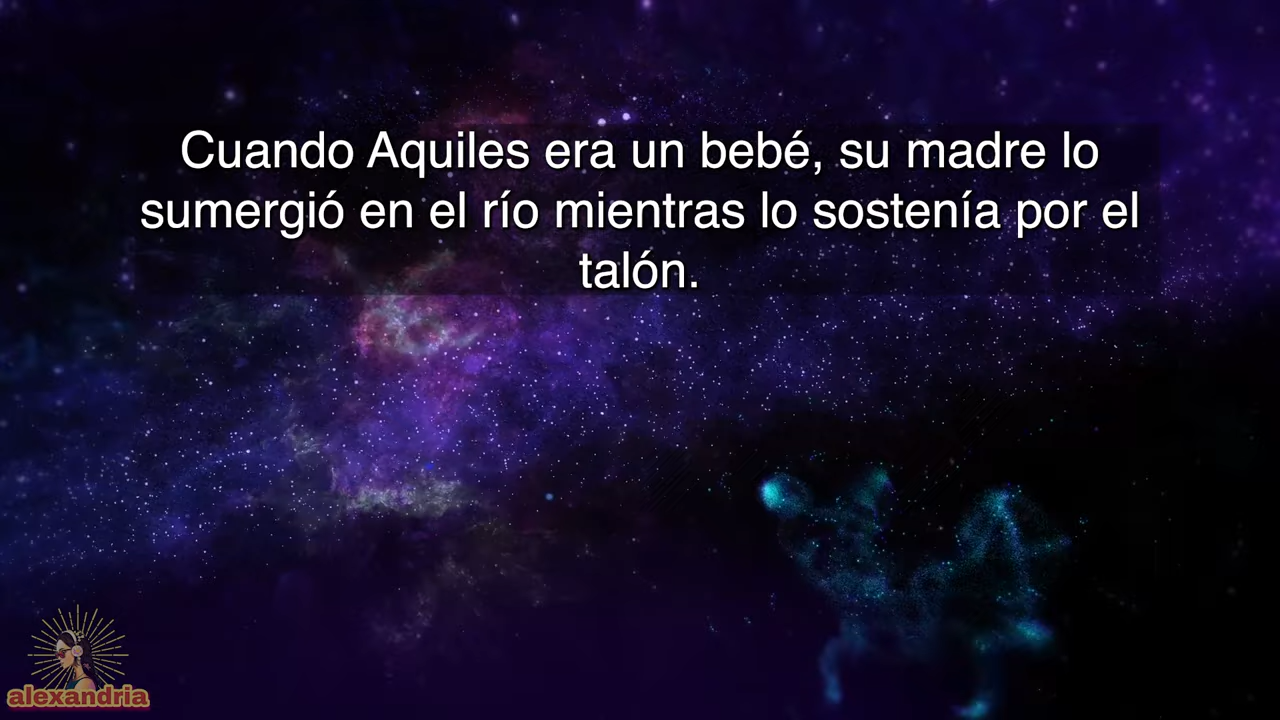 Cuando Aquiles era un bebé, su madre lo
sumergió en el río mientras lo sostenía por el
talón.
alexandria